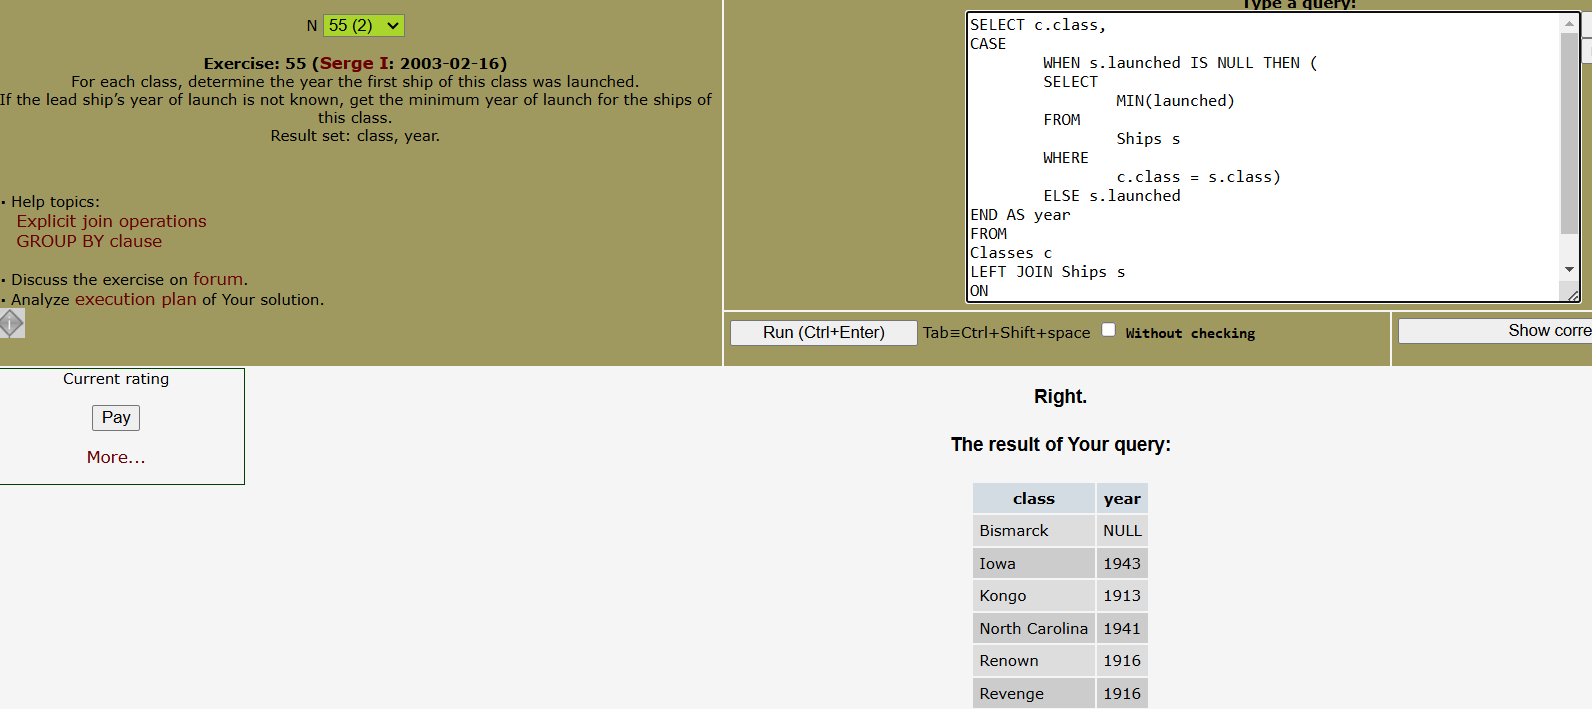 N 55 (2)
Exercise: 55 (Serge I: 2003-02-16)
For each class, determine the year the first ship of this class was launched.
If the lead ship’s year of launch is not known, get the minimum year of launch for the ships of
this class.
Result set: class, year.
· Help topics:
Explicit join operations
GROUP BY clause
· Discuss the exercise on forum.
· Analyze execution plan of Your solution.
Type a query:
SELECT c.class,
CASE
WHEN s.launched IS NULL THEN (
SELECT
MIN(launched)
FROM
Ships s
WHERE
c.class = s.class)
ELSE s.launched
END AS year
FROM
Classes c
LEFT JOIN Ships s
ON
Run (Ctrl+Enter) Tab≡Ctrl+Shift+space Without checking
Show corre
Current rating
Pay
More...
Right.
The result of Your query:
class year
Bismarck NULL
Iowa 1943
Kongo 1913
North Carolina 1941
Renown 1916
Revenge 1916